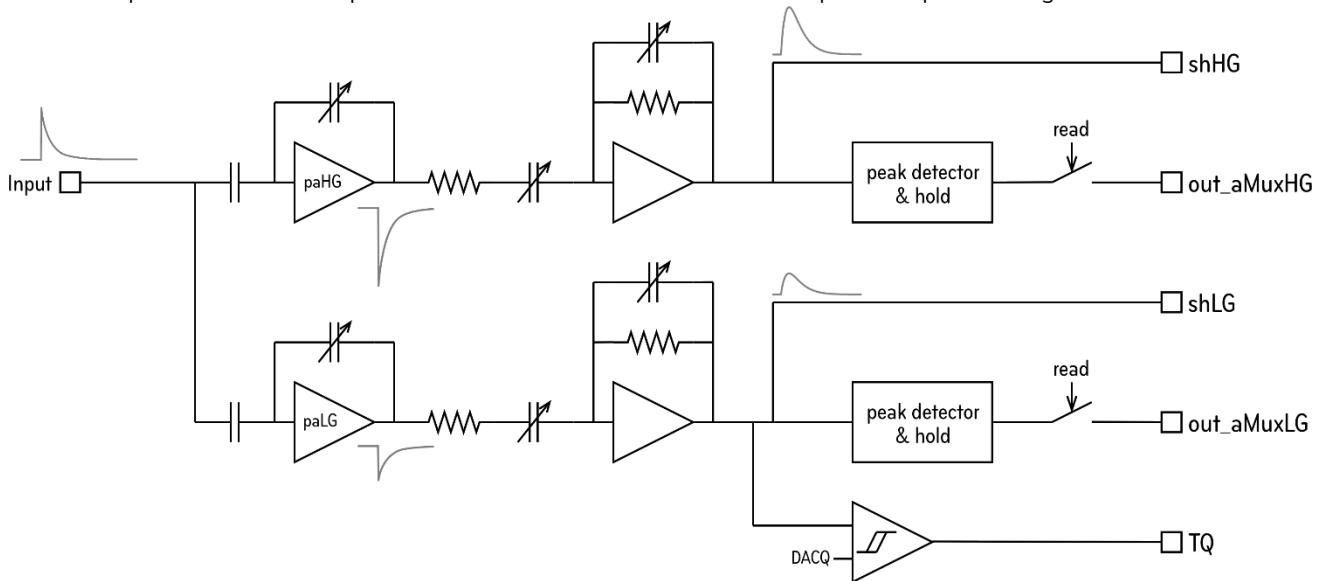 shHG
read
Input
paHG
peak detector
& hold
out_aMuxHG
shLG
read
paLG
peak detector
& hold
out_aMuxLG
DACQ
TQ